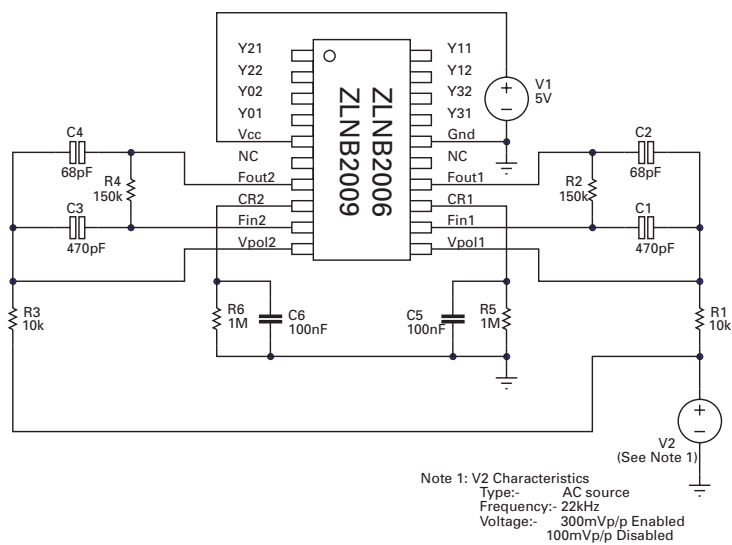 Y21
Y22
Y02
Y01
Vcc
NC
Fout2
CR2
Fin2
Vpol2
ZLNB2009
ZLNB2006
Y11
Y12
Y32
Y31
Gnd
NC
Fout1
CR1
Fin1
Vpol1
V1
5V
+
−
C4
68pF
R4
150k
C3
470pF
C2
68pF
R2
150k
C1
470pF
R3
10k
R6
1M
C6
100nF
C5
100nF
R5
1M
R1
10k
+
−
V2
(See Note 1)
Note 1: V2 Characteristics
Type:- AC source
Frequency:- 22kHz
Voltage:- 300mVp/p Enabled
100mVp/p Disabled